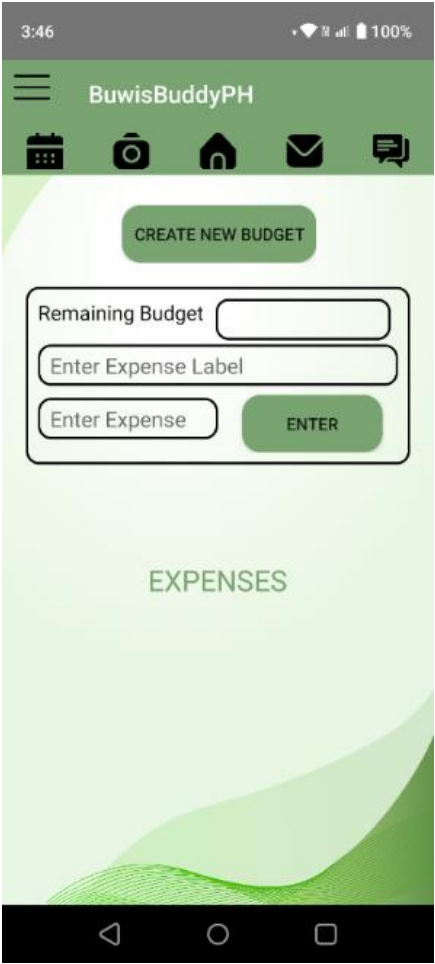 3:46
100%
BuwisBuddyPH
CREATE NEW BUDGET
Remaining Budget
Enter Expense Label
Enter Expense
ENTER
EXPENSES